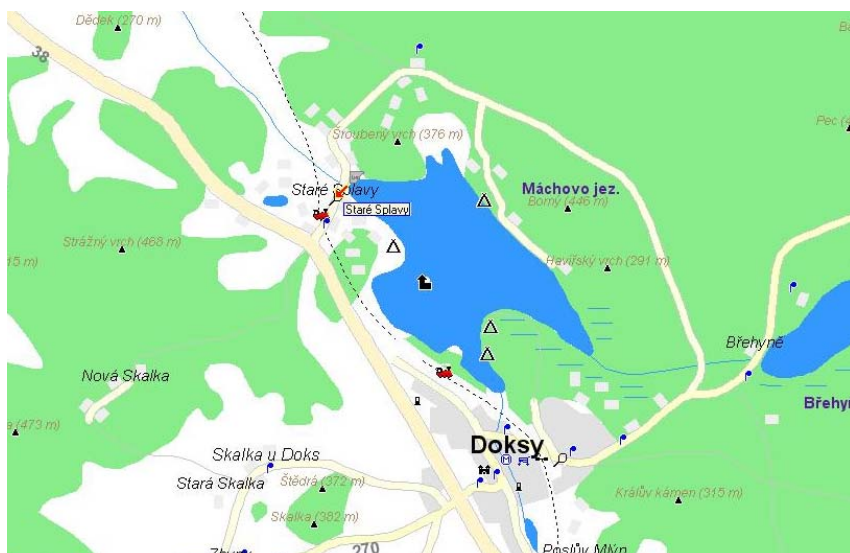 Dědek (270 m)
38
Šroubený vrch (376 m)
Pec
Staré Splavy
Máchovo jez.
Staré Splavy
Borný (446 m)
Strážný vrch (468 m)
15 m)
Havířský vrch (291 m)
Břehyně
Nová Skalka
Břehyn
(473 m)
Doksy
Skalka u Doks
Stará Skalka
Štědrá (372 m)
Králův kámen (315 m)
Skalka (382 m)
270
Poslův Mlýn